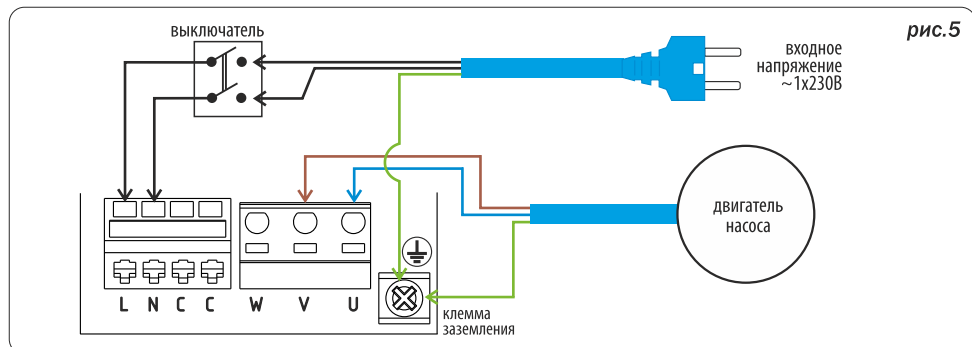 рис.5
выключатель
входное
напряжение
~1x230В
двигатель
насоса
L N C C W V U
клемма
заземления